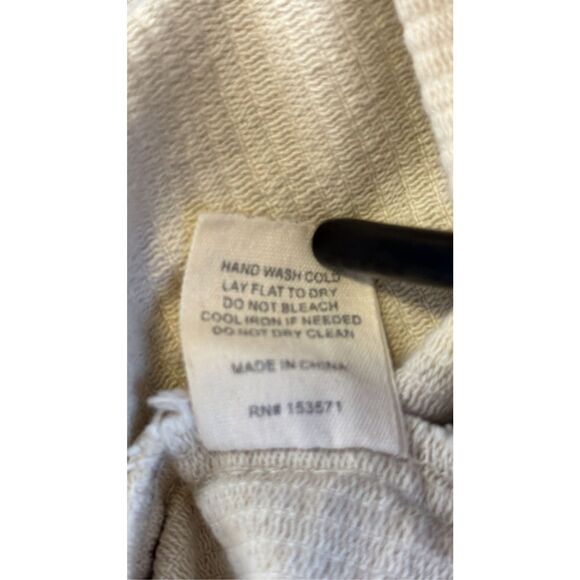 HAND WASH COLD
LAY FLAT TO DRY
DO NOT BLEACH
COOL IRON IF NEEDED
DO NOT DRY CLEAN
MADE IN CHINA
RN# 153571